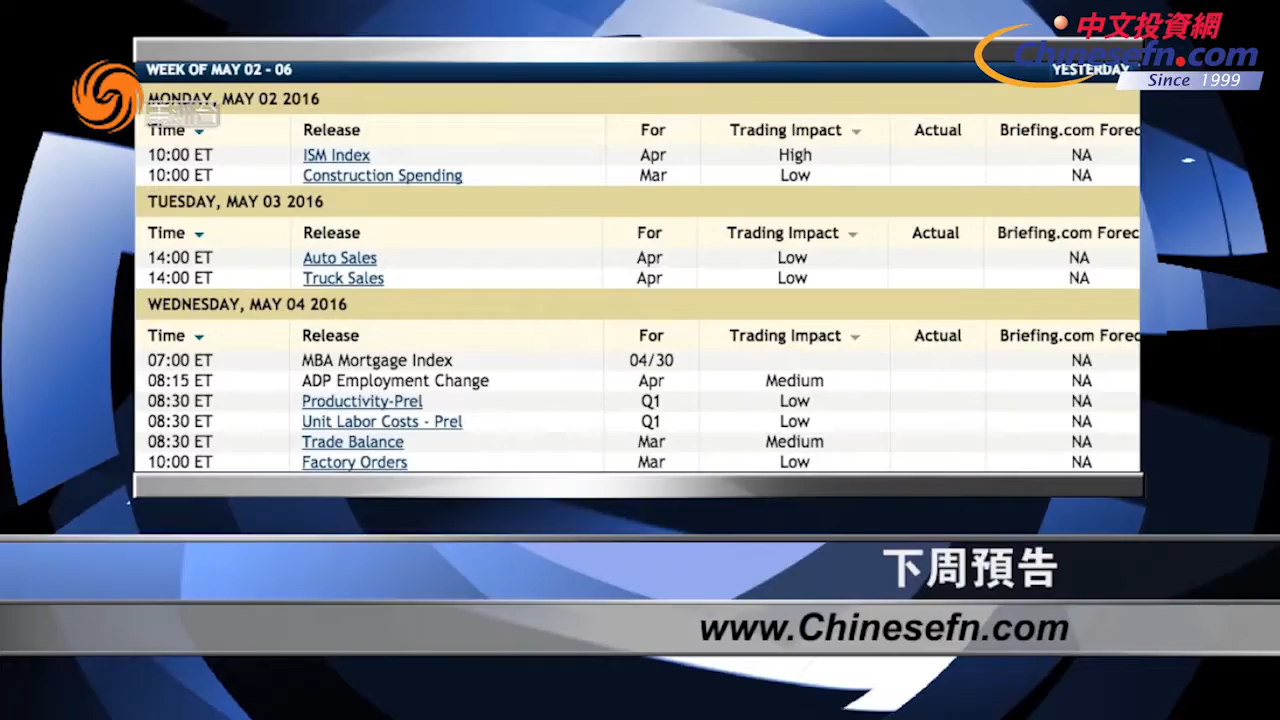 中文投資網
Chinesefn.com
Since 1999
WEEK OF MAY 02 - 06 YESTERDAY
MONDAY, MAY 02 2016
美洲台
Time Release For Trading Impact Actual Briefing.com Forec
10:00 ET ISM Index Apr High NA
10:00 ET Construction Spending Mar Low NA
TUESDAY, MAY 03 2016
Time Release For Trading Impact Actual Briefing.com Forec
14:00 ET Auto Sales Apr Low NA
14:00 ET Truck Sales Apr Low NA
WEDNESDAY, MAY 04 2016
Time Release For Trading Impact Actual Briefing.com Forec
07:00 ET MBA Mortgage Index 04/30 NA
08:15 ET ADP Employment Change Apr Medium NA
08:30 ET Productivity-Prel Q1 Low NA
08:30 ET Unit Labor Costs - Prel Q1 Low NA
08:30 ET Trade Balance Mar Medium NA
10:00 ET Factory Orders Mar Low NA
下周預告
www.Chinesefn.com